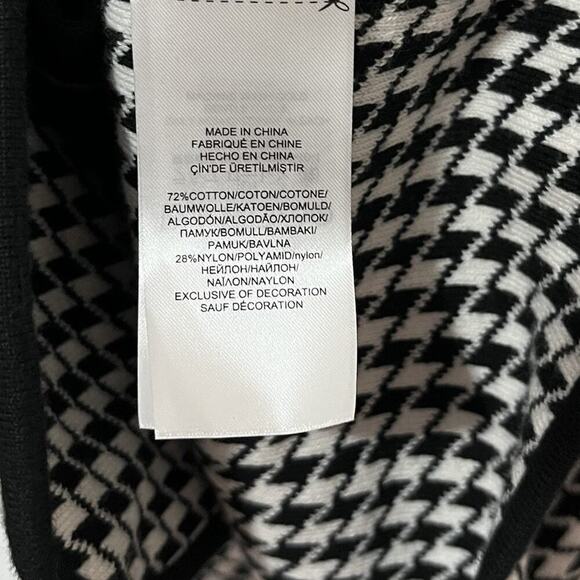 MADE IN CHINA
FABRIQUÉ EN CHINE
HECHO EN CHINA
ÇİN'DE ÜRETİLMİŞTİR
72%COTTON/COTON/COTONE/
BAUMWOLLE/KATOEN/BOMULD/
ALGODÓN/ALGODÃO/ХЛОПОК/
ПАМУК/BOMULL/BAMBAKI/
PAMUK/BAVLNA
28%NYLON/POLYAMID/nylon/
НЕЙЛОН/НАЙЛОН/
ΝΑΪΛΟΝ/NAYLON
EXCLUSIVE OF DECORATION
SAUF DÉCORATION